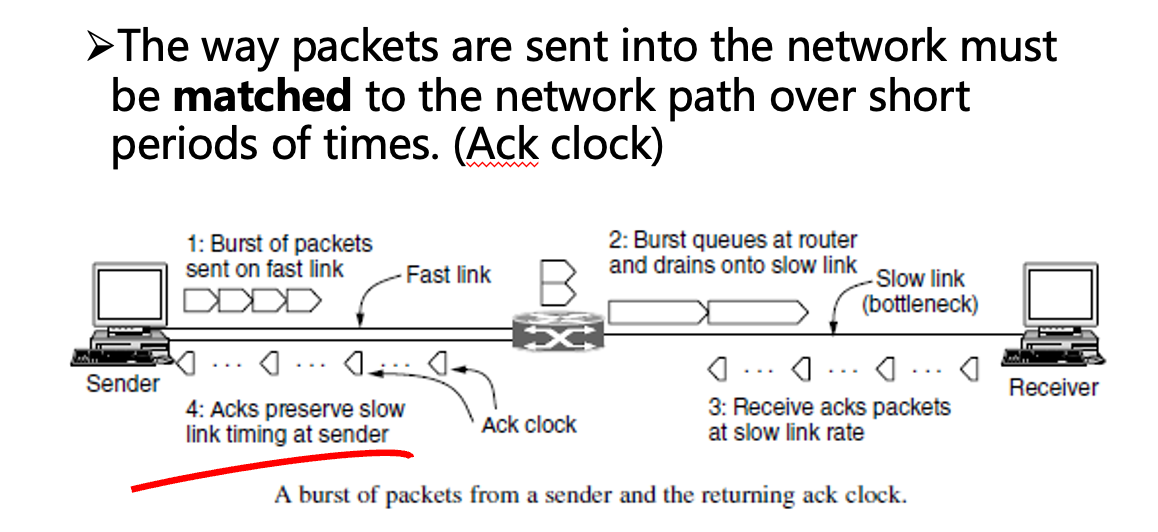 ➢The way packets are sent into the network must
be matched to the network path over short
periods of times. (Ack clock)
1: Burst of packets
sent on fast link
Fast link
2: Burst queues at router
and drains onto slow link
Slow link
(bottleneck)
Sender
Receiver
4: Acks preserve slow
link timing at sender
Ack clock
3: Receive acks packets
at slow link rate
A burst of packets from a sender and the returning ack clock.